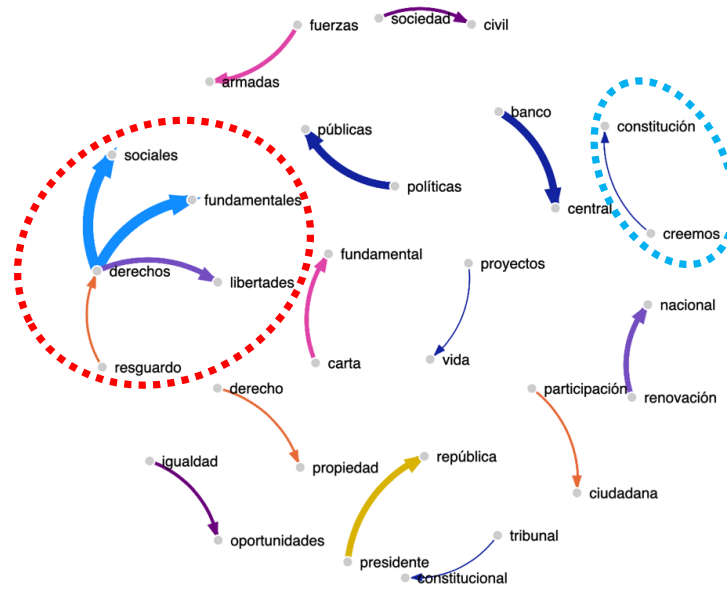 sociedad
civil
fuerzas
armadas
banco
públicas
constitución
sociales
políticas
fundamentales
central
creemos
fundamental
proyectos
derechos
libertades
nacional
vida
carta
resguardo
derecho
participación
renovación
república
igualdad
propiedad
ciudadana
tribunal
oportunidades
presidente
constitucional